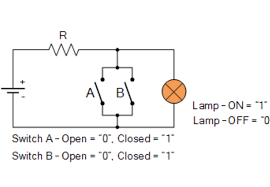 R
+
-
A
B
Lamp - ON = "1"
Lamp - OFF = "0
Switch A - Open = "0", Closed = "1"
Switch B - Open = "0", Closed = "1"